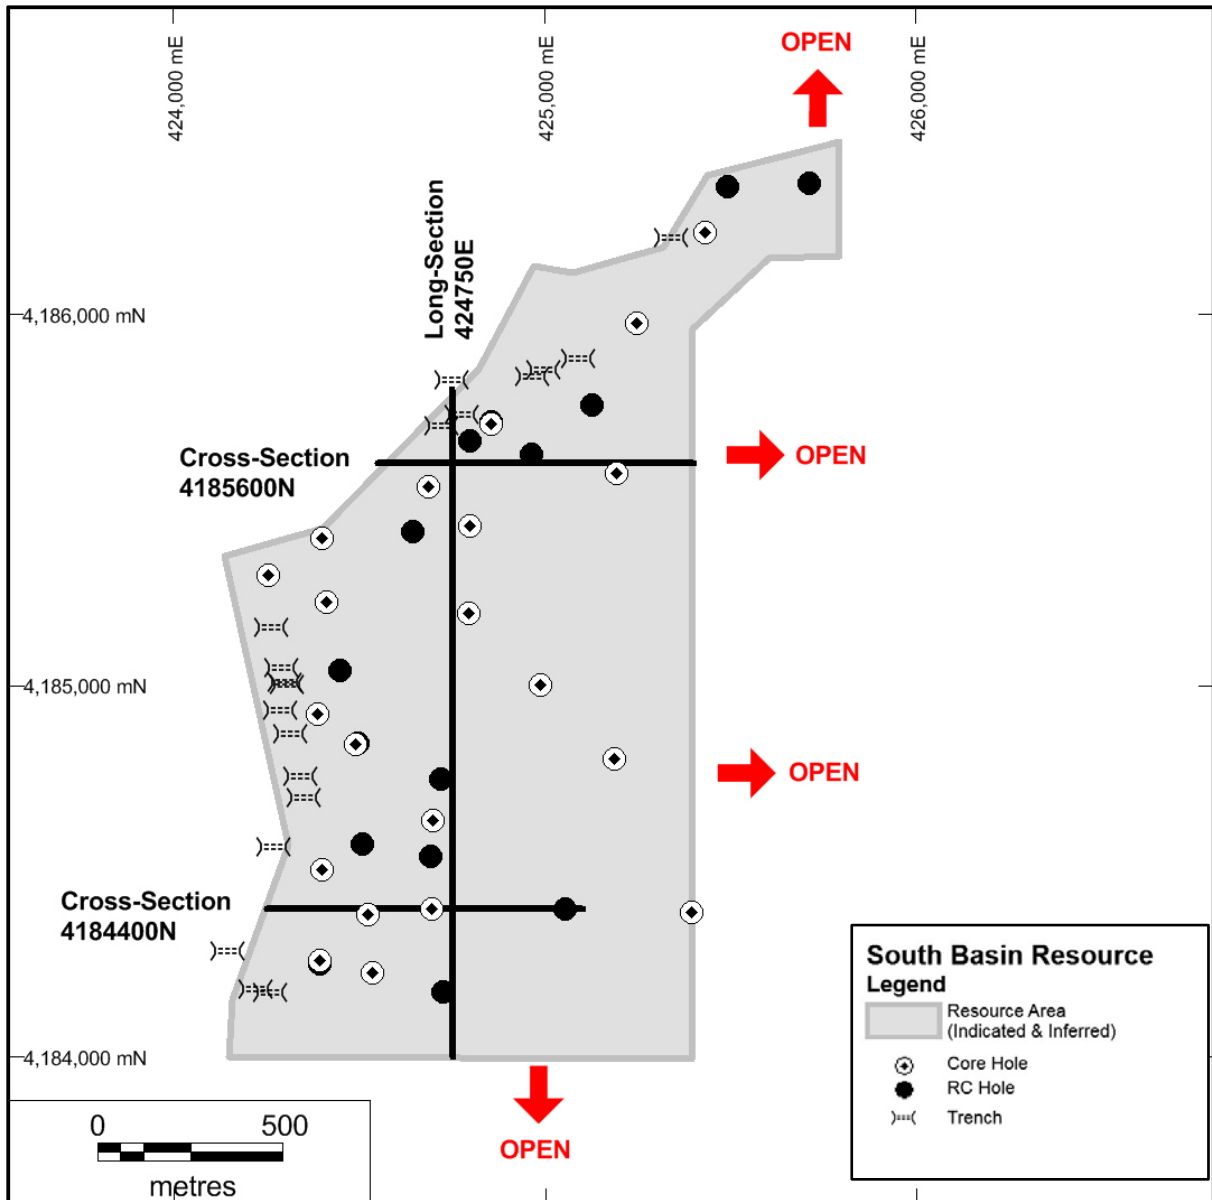 424,000 mE
425,000 mE
426,000 mE
OPEN
Long-Section
424750E
4,186,000 mN
Cross-Section
4185600N
OPEN
4,185,000 mN
OPEN
Cross-Section
4184400N
4,184,000 mN
OPEN
0 500
metres
South Basin Resource
Legend
Resource Area
(Indicated & Inferred)
Core Hole
RC Hole
Trench